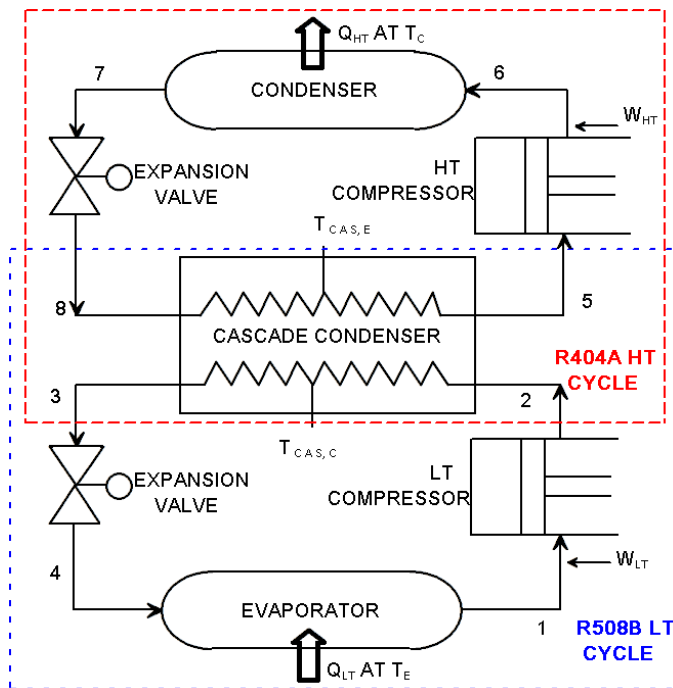 Q_HT AT T_C
7
6
CONDENSER
W_HT
EXPANSION
VALVE
HT
COMPRESSOR
T_CAS,E
8
5
CASCADE CONDENSER
R404A HT
CYCLE
3
2
T_CAS,C
EXPANSION
VALVE
LT
COMPRESSOR
4
W_LT
EVAPORATOR
1
R508B LT
CYCLE
Q_LT AT T_E